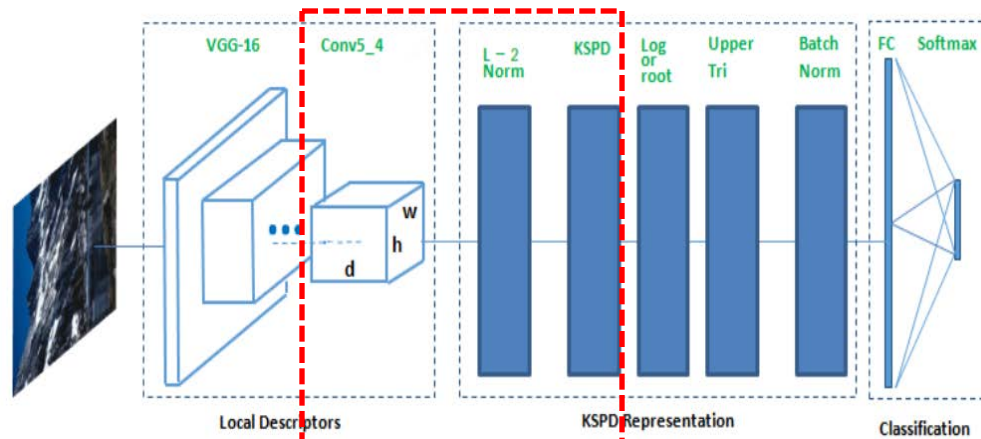 VGG-16 Conv5_4
L – 2
Norm
KSPD
Log
or
root
Upper
Tri
Batch
Norm
FC Softmax
w
h
d
Local Descriptors
KSPD Representation
Classification